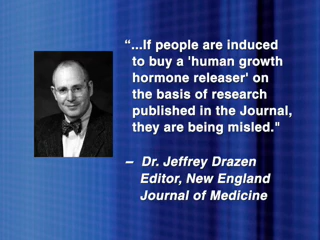 “...If people are induced
to buy a 'human growth
hormone releaser' on
the basis of research
published in the Journal,
they are being misled."
– Dr. Jeffrey Drazen
Editor, New England
Journal of Medicine